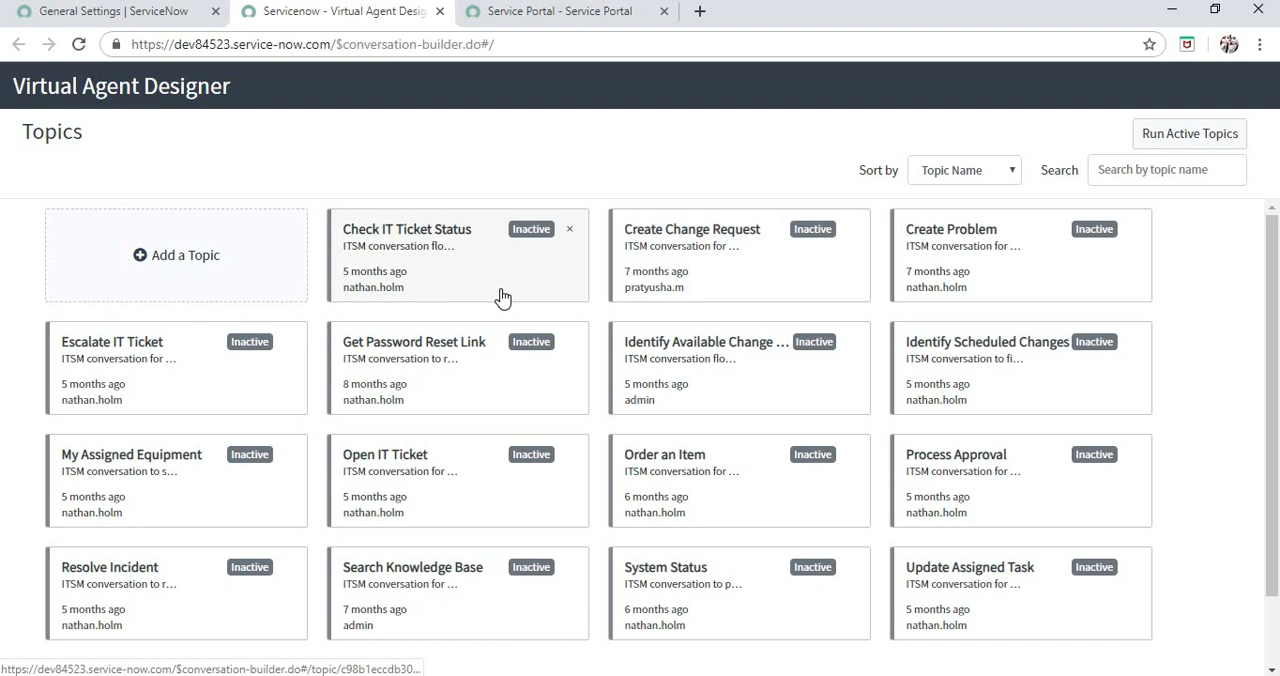 General Settings | ServiceNow
Servicenow - Virtual Agent Desig
Service Portal - Service Portal
https://dev84523.service-now.com/$conversation-builder.do#/
Virtual Agent Designer
Topics
Run Active Topics
Sort by
Topic Name
Search
Search by topic name
Add a Topic
Check IT Ticket Status
Inactive
ITSM conversation flo...
5 months ago
nathan.holm
Create Change Request
Inactive
ITSM conversation for ...
7 months ago
pratyusha.m
Create Problem
Inactive
ITSM conversation for ...
7 months ago
nathan.holm
Escalate IT Ticket
Inactive
ITSM conversation for ...
5 months ago
nathan.holm
Get Password Reset Link
Inactive
ITSM conversation to r...
8 months ago
nathan.holm
Identify Available Change ...
Inactive
ITSM conversation flo...
5 months ago
admin
Identify Scheduled Changes
Inactive
ITSM conversation to fi...
5 months ago
nathan.holm
My Assigned Equipment
Inactive
ITSM conversation to s...
5 months ago
nathan.holm
Open IT Ticket
Inactive
ITSM conversation for ...
5 months ago
nathan.holm
Order an Item
Inactive
ITSM conversation for ...
6 months ago
nathan.holm
Process Approval
Inactive
ITSM conversation for ...
5 months ago
nathan.holm
Resolve Incident
Inactive
ITSM conversation to r...
5 months ago
nathan.holm
Search Knowledge Base
Inactive
ITSM conversation for ...
7 months ago
admin
System Status
Inactive
ITSM conversation to p...
6 months ago
nathan.holm
Update Assigned Task
Inactive
ITSM conversation for ...
5 months ago
nathan.holm
https://dev84523.service-now.com/$conversation-builder.do#/topic/c98b1eccdb30...